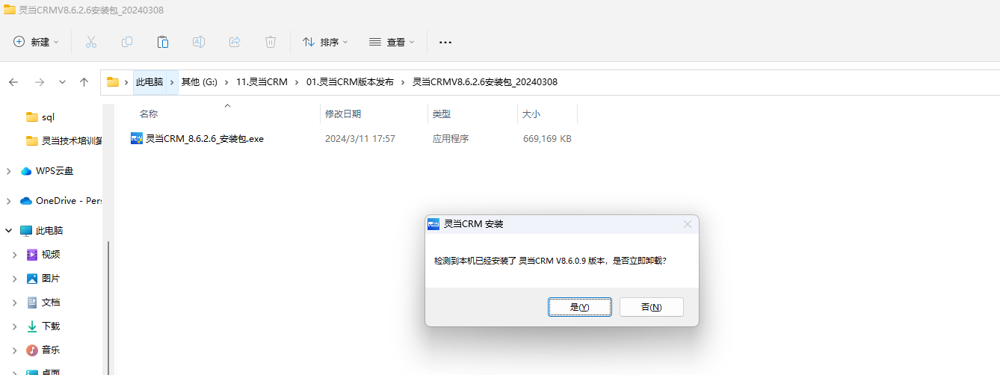 灵当CRMV8.6.2.6安装包_20240308
新建 排序 查看 ...
此电脑 其他 (G:) 11.灵当CRM 01.灵当CRM版本发布 灵当CRMV8.6.2.6安装包_20240308
名称 修改日期 类型 大小
灵当CRM_8.6.2.6_安装包.exe 2024/3/11 17:57 应用程序 669,169 KB
sql
灵当技术培训第
WPS云盘
OneDrive - Pers
此电脑
视频
图片
文档
下载
音乐
桌面
灵当CRM 安装
检测到本机已经安装了 灵当CRM V8.6.0.9 版本，是否立即卸载？
是(Y) 否(N)